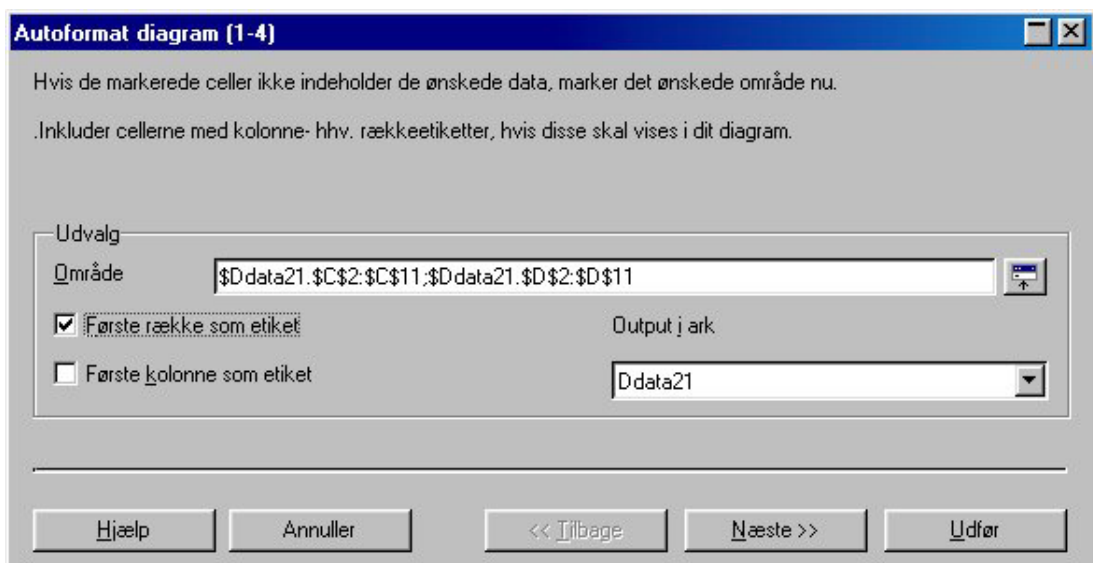 Autoformat diagram (1-4)
Hvis de markerede celler ikke indeholder de ønskede data, marker det ønskede område nu.
.Inkluder cellerne med kolonne- hhv. rækkeetiketter, hvis disse skal vises i dit diagram.
Udvalg
Område
$Ddata21.$C$2:$C$11;$Ddata21.$D$2:$D$11
Første række som etiket
Output i ark
Første kolonne som etiket
Ddata21
Hjælp
Annuller
<< Tilbage
Næste >>
Udfør